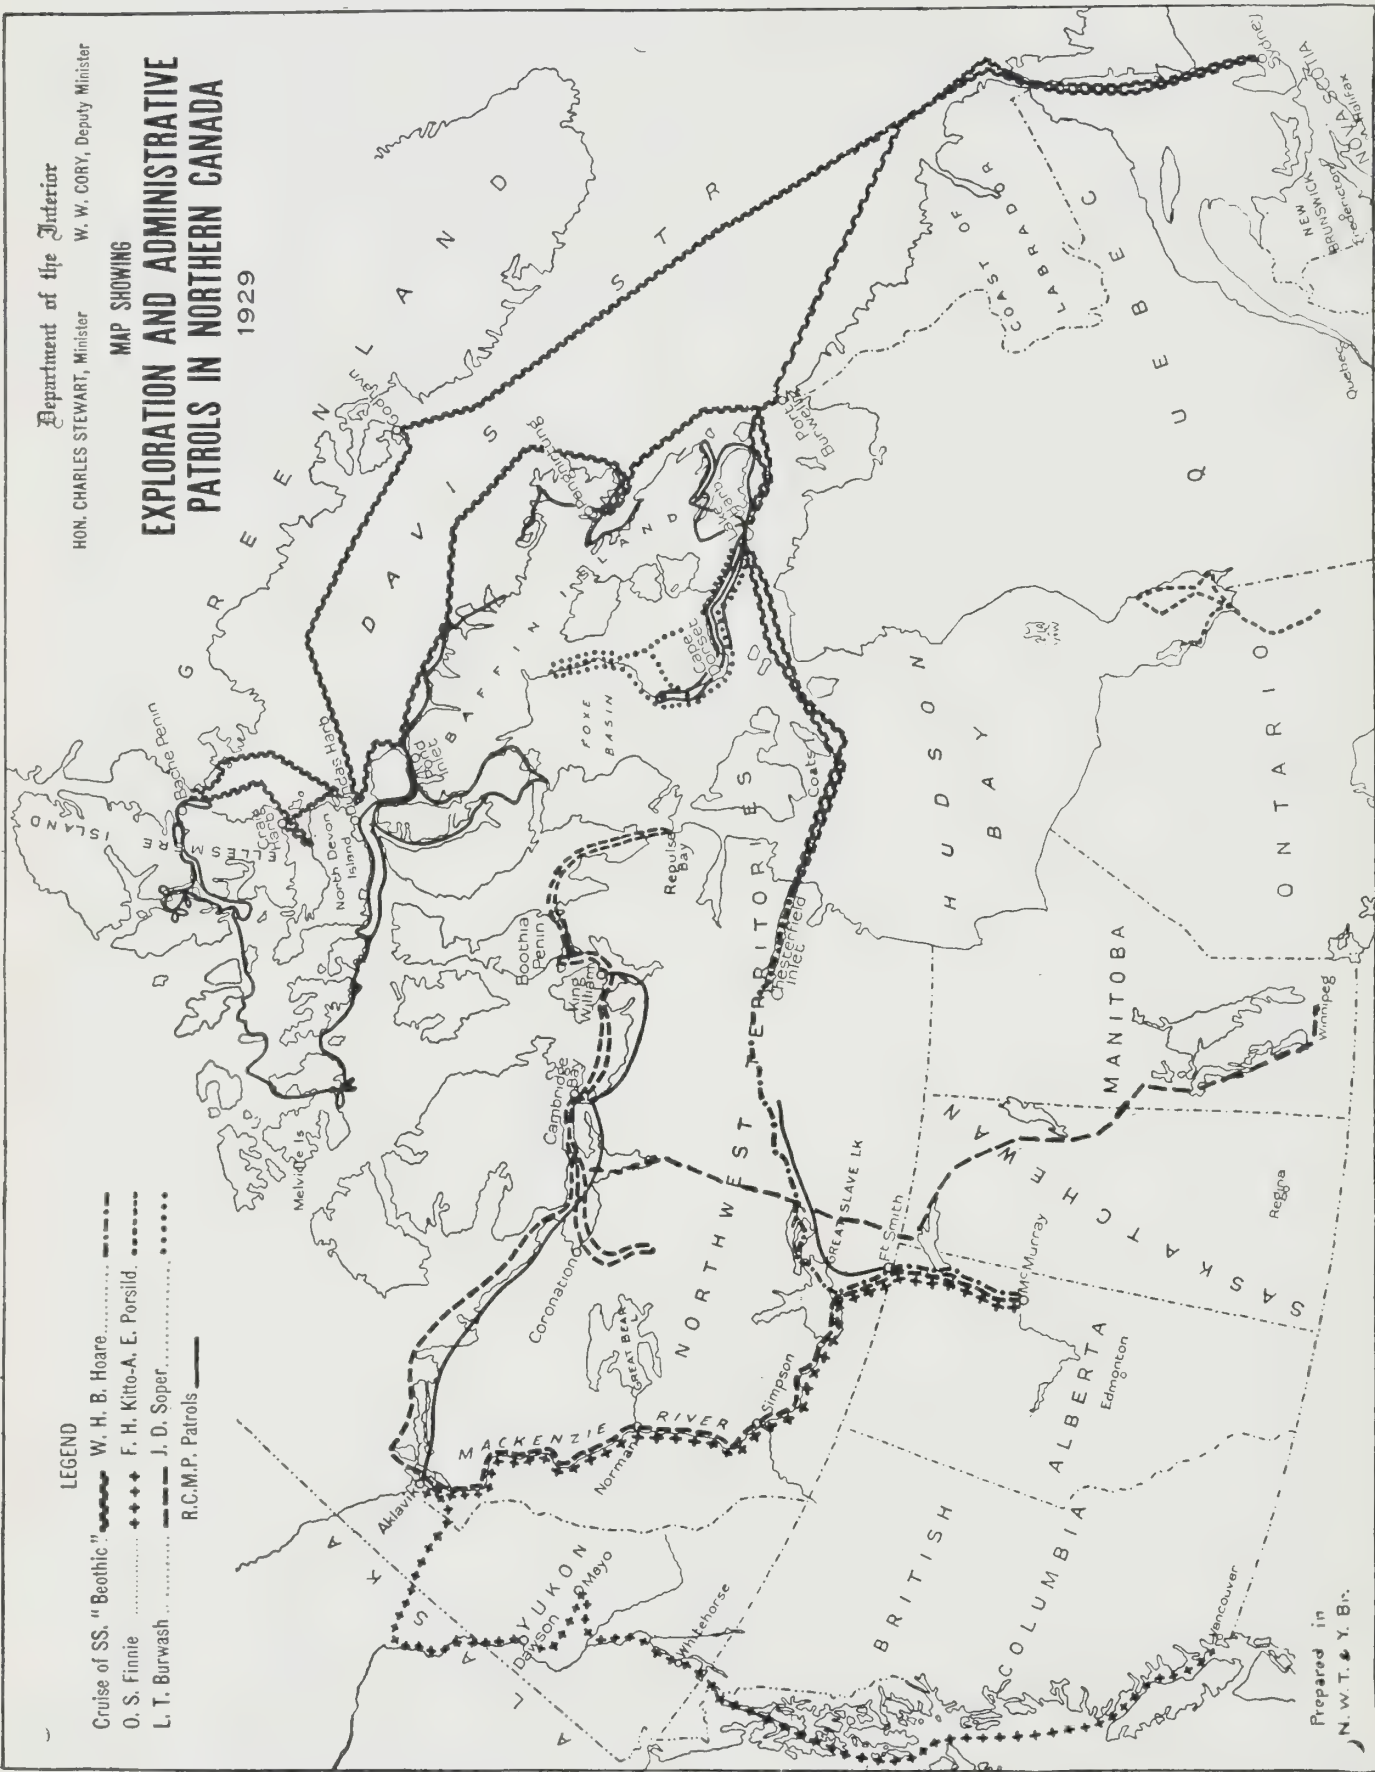 Department of the Interior
HON. CHARLES STEWART, Minister W. W. CORY, Deputy Minister
MAP SHOWING
EXPLORATION AND ADMINISTRATIVE
PATROLS IN NORTHERN CANADA
1929
LEGEND
Cruise of SS. "Beothic" W. H. B. Hoare
O. S. Finnie F. H. Kitto-A. E. Porsild
L. T. Burwash J. D. Soper
R.C.M.P. Patrols
GREENLAND
Godhavn
DAVIS STR
ELLESMERE
ISLAND
Bache Penin
Craig
Harb
Dundas Harb
North Devon
Island
Pond
Inlet
BAFFIN
ISLAND
Pangnirtung
Lake
Harb
Cape
Dorset
FOXE
BASIN
Melville Is
Boothia
Penin
King
William
Repulse
Bay
Cambridge
Bay
Coronation
Coats
Chesterfield
Inlet
Port
Burwell
COAST OF
LABRADOR
QUEBEC
Quebec
NEW
BRUNSWICK
Fredericton
NOVA SCOTIA
Halifax
Sydney
HUDSON
BAY
ONTARIO
MANITOBA
Winnipeg
SASKATCHEWAN
Regina
NORTHWEST TERRITORIES
GREAT SLAVE LK
GREAT BEAR
L
Ft Smith
McMurray
ALBERTA
Edmonton
Simpson
MACKENZIE RIVER
Norman
Aklavik
ALASKA
YUKON
Dawson
Mayo
Whitehorse
BRITISH
COLUMBIA
Vancouver
Prepared in
N. W. T. & Y. Br.